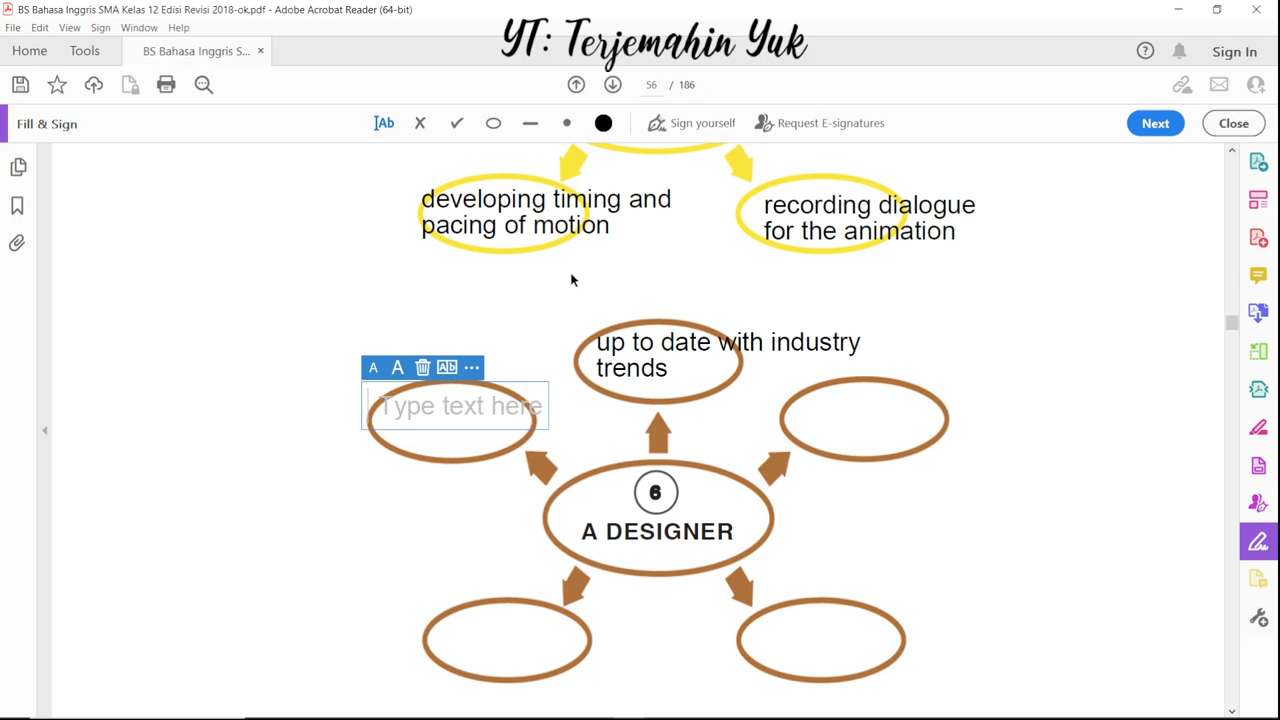 BS Bahasa Inggris SMA Kelas 12 Edisi Revisi 2018-ok.pdf - Adobe Acrobat Reader (64-bit)
File Edit View Sign Window Help
YT: Terjemahin Yuk
Home Tools BS Bahasa Inggris S... × Sign In
56 / 186
Fill & Sign
Ab Sign yourself Request E-signatures Next Close
developing timing and
pacing of motion
recording dialogue
for the animation
up to date with industry
trends
A A Ab
Type text here
6
A DESIGNER